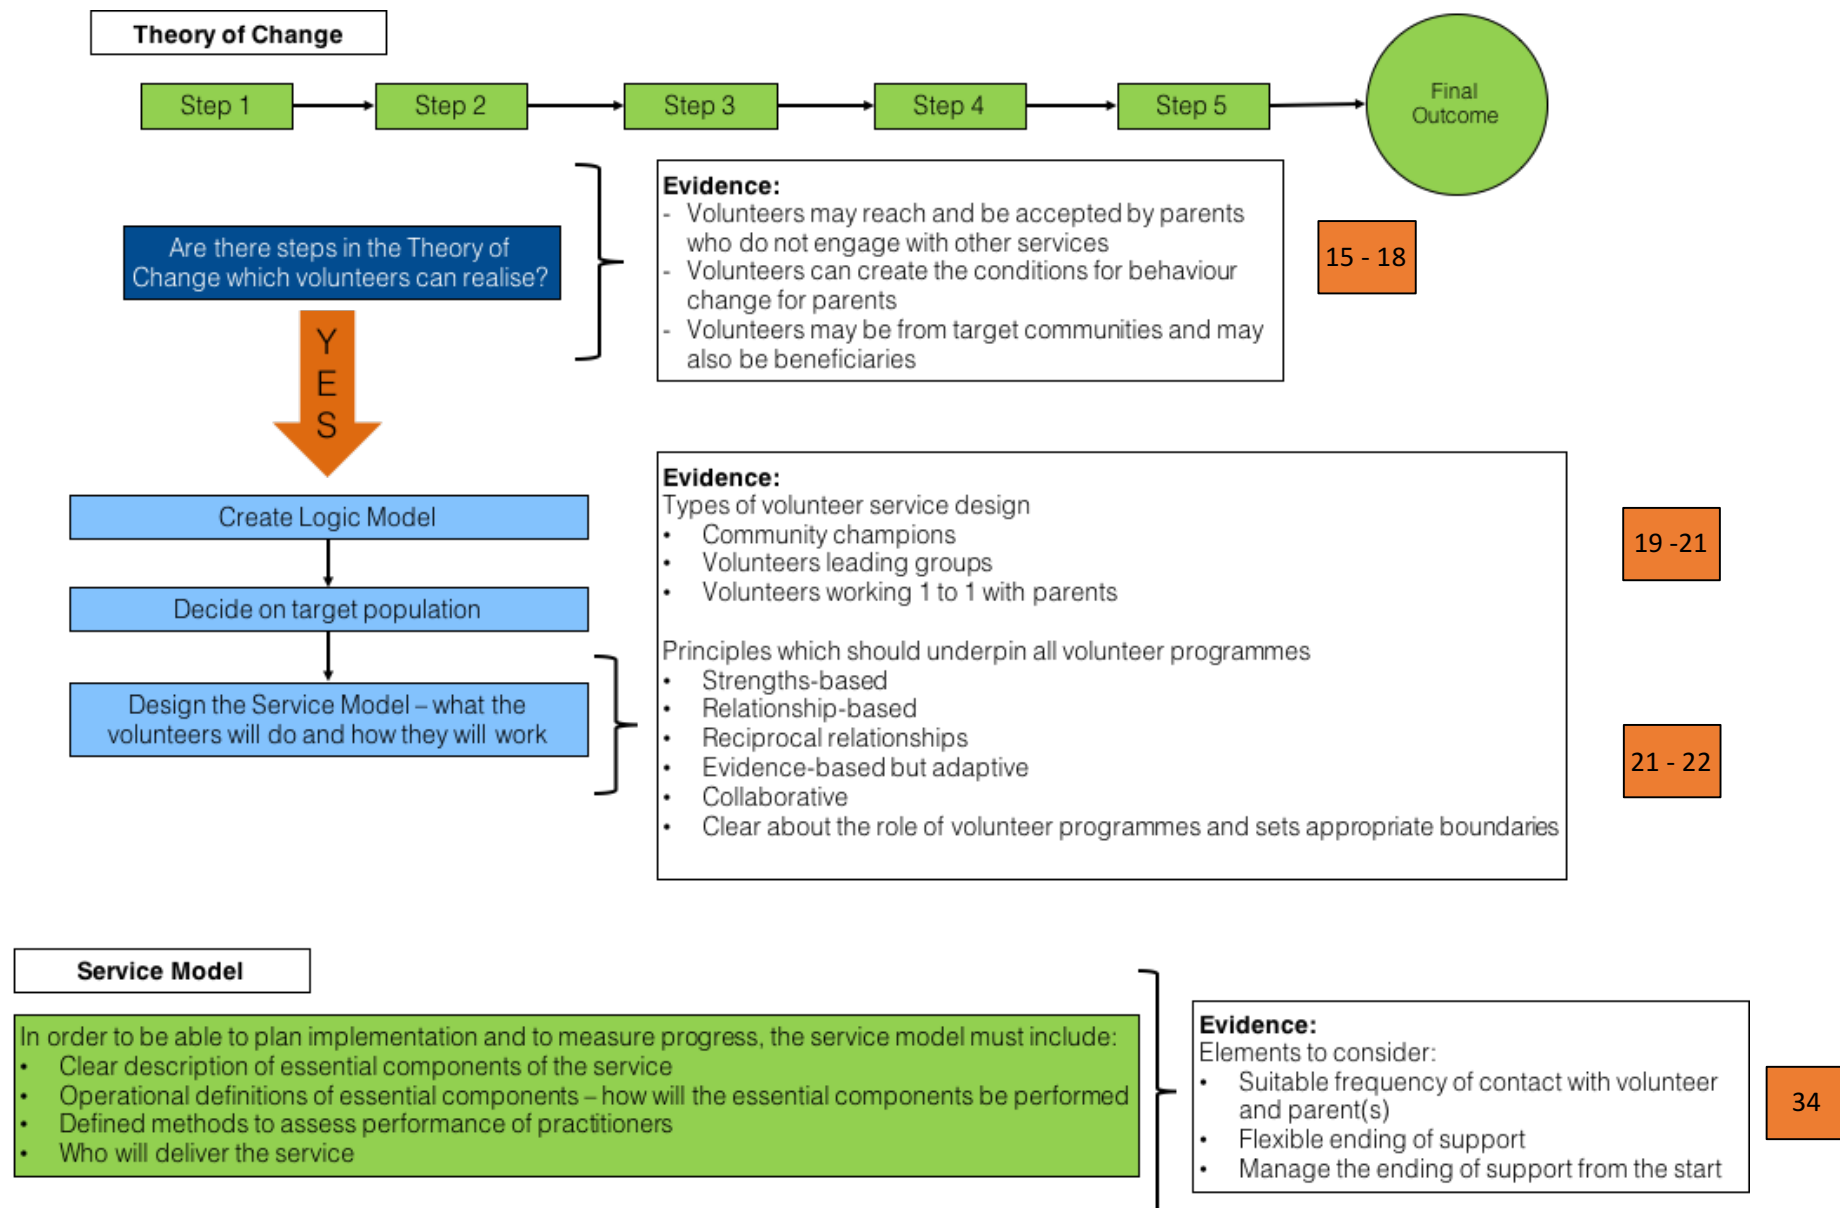 Theory of Change
Step 1
Step 2
Step 3
Step 4
Step 5
Final
Outcome
Are there steps in the Theory of
Change which volunteers can realise?
Evidence:
- Volunteers may reach and be accepted by parents
who do not engage with other services
- Volunteers can create the conditions for behaviour
change for parents
- Volunteers may be from target communities and may
also be beneficiaries
15 - 18
Y
E
S
Create Logic Model
Decide on target population
Design the Service Model – what the
volunteers will do and how they will work
Evidence:
Types of volunteer service design
• Community champions
• Volunteers leading groups
• Volunteers working 1 to 1 with parents
Principles which should underpin all volunteer programmes
• Strengths-based
• Relationship-based
• Reciprocal relationships
• Evidence-based but adaptive
• Collaborative
• Clear about the role of volunteer programmes and sets appropriate boundaries
19 -21
21 - 22
Service Model
In order to be able to plan implementation and to measure progress, the service model must include:
• Clear description of essential components of the service
• Operational definitions of essential components – how will the essential components be performed
• Defined methods to assess performance of practitioners
• Who will deliver the service
Evidence:
Elements to consider:
• Suitable frequency of contact with volunteer
and parent(s)
• Flexible ending of support
• Manage the ending of support from the start
34